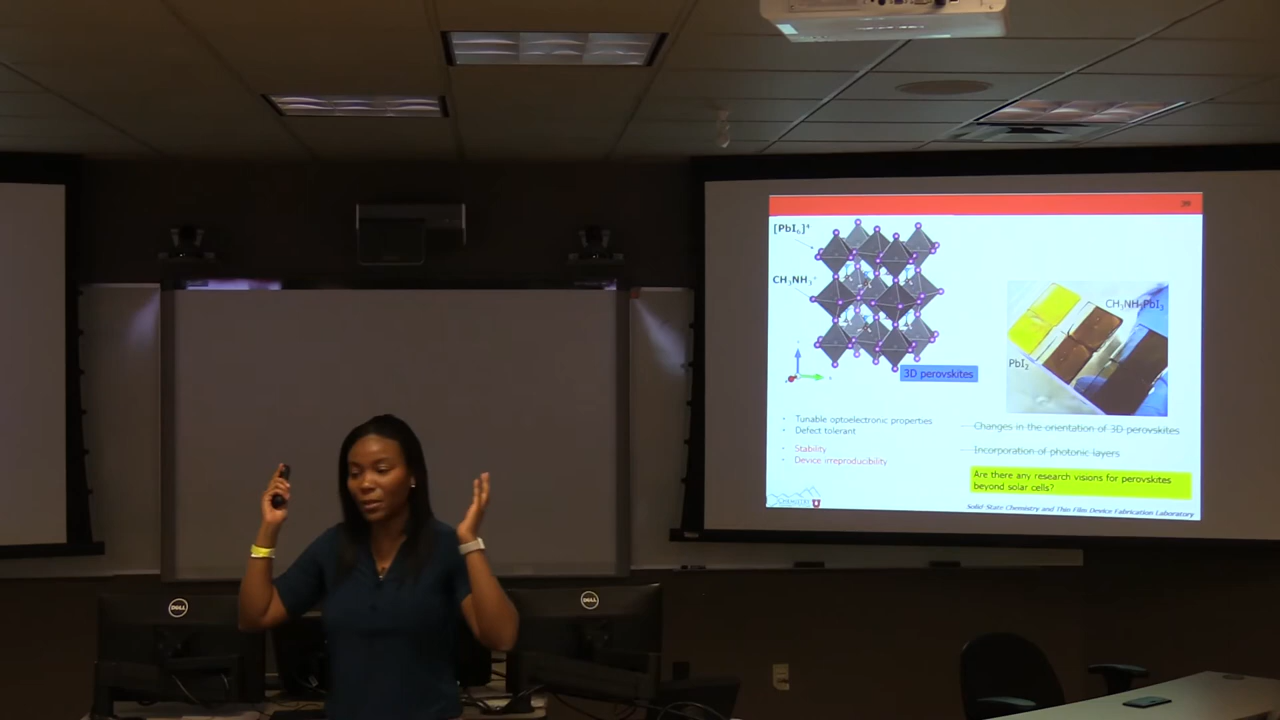 39
[PbI₆]⁴
CH₃NH₃⁺
3D perovskites
CH₃NH₃PbI₃
PbI₂
Tunable optoelectronic properties
Defect tolerant
Stability
Device irreproducibility
Changes in the orientation of 3D perovskites
Incorporation of photonic layers
Are there any research visions for perovskites
beyond solar cells?
CHEMISTRY
U
Solid State Chemistry and Thin Film Device Fabrication Laboratory
DELL
DELL